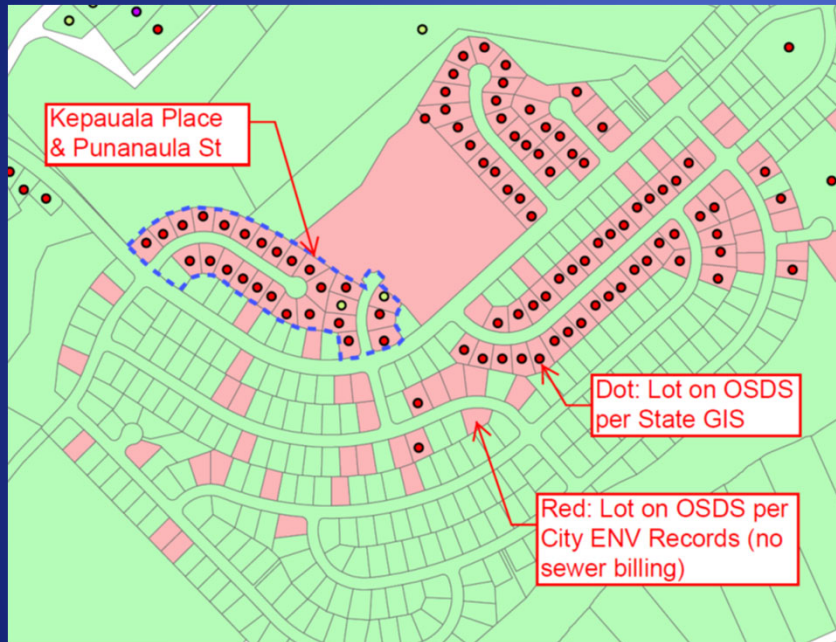 Kepauala Place
& Punanaula St
Dot: Lot on OSDS
per State GIS
Red: Lot on OSDS per
City ENV Records (no
sewer billing)